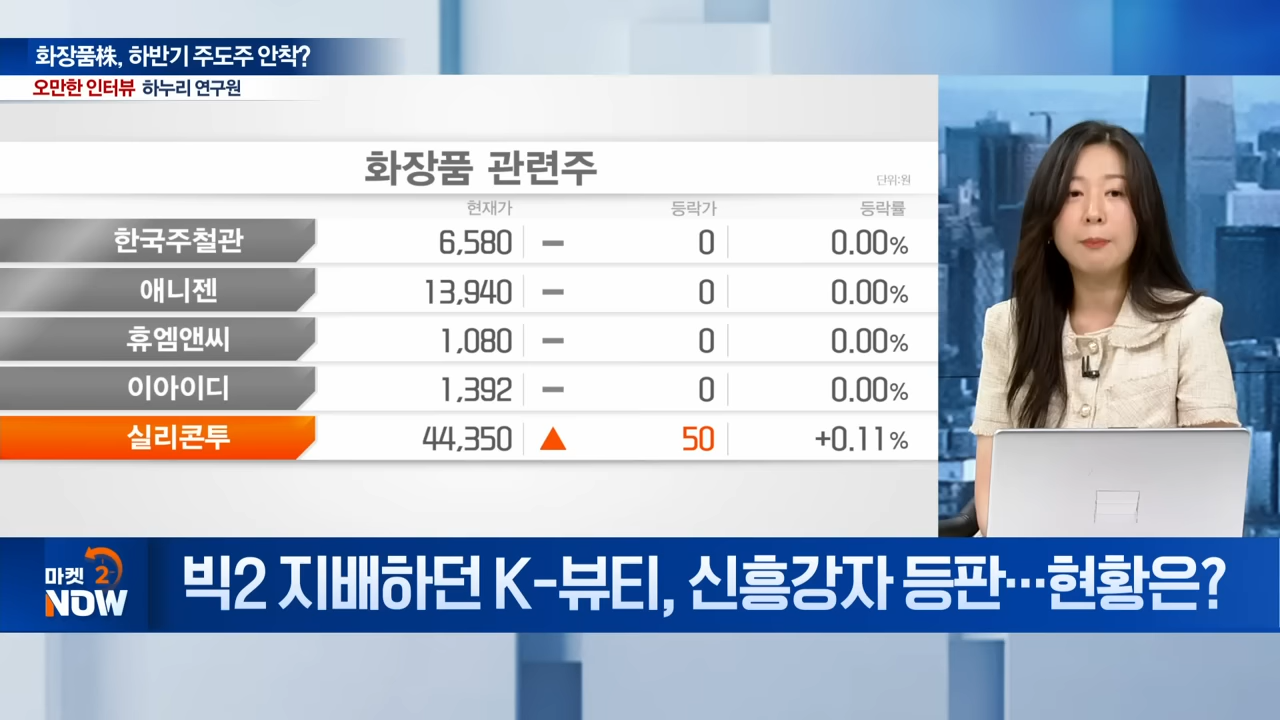 화장품株, 하반기 주도주 안착?
오만한 인터뷰 하누리 연구원
화장품 관련주
단위:원
현재가 등락가 등락률
한국주철관 6,580 – 0 0.00%
애니젠 13,940 – 0 0.00%
휴엠앤씨 1,080 – 0 0.00%
이아이디 1,392 – 0 0.00%
실리콘투 44,350 ▲ 50 +0.11%
마켓 2 NOW
빅2 지배하던 K-뷰티, 신흥강자 등판…현황은?